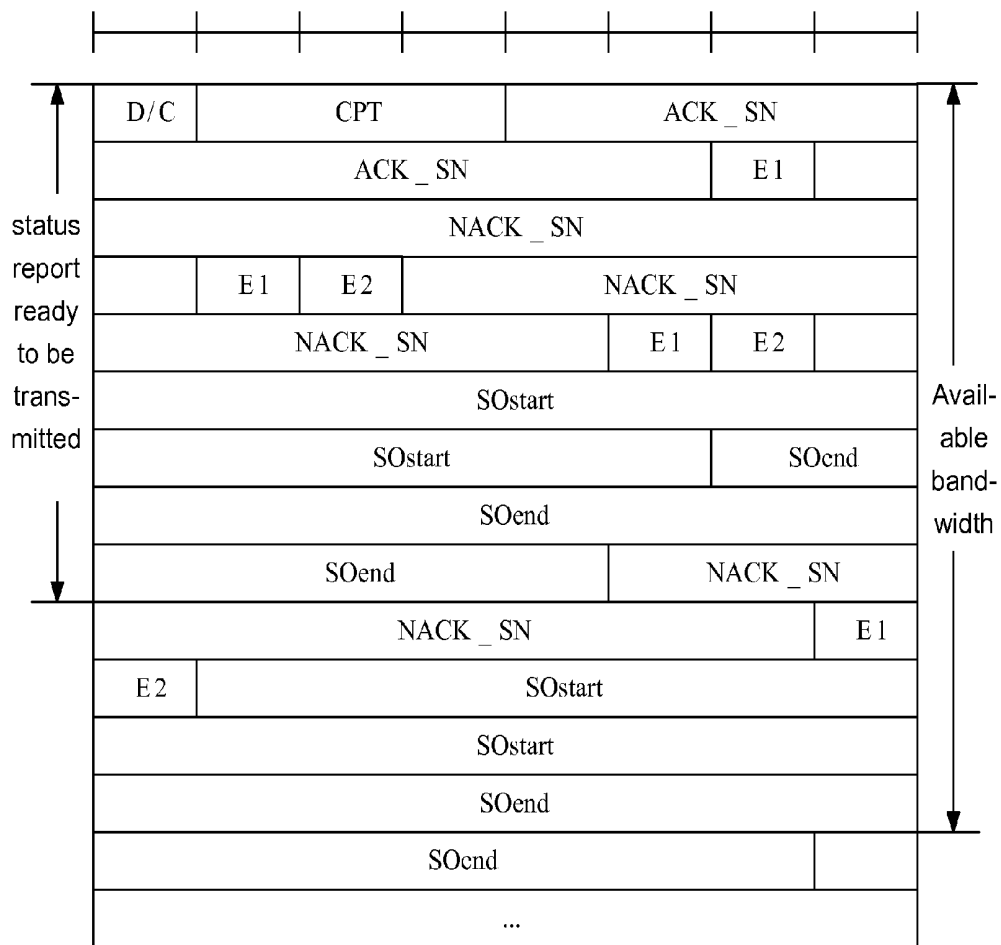 D/C CPT ACK _ SN
ACK _ SN E1
NACK _ SN
E1 E2 NACK _ SN
NACK _ SN E1 E2
SOstart
SOstart SOend
SOend
SOend NACK _ SN
NACK _ SN E1
E2 SOstart
SOstart
SOend
SOend
...
status
report
ready
to be
trans-
mitted
Avail-
able
band-
width